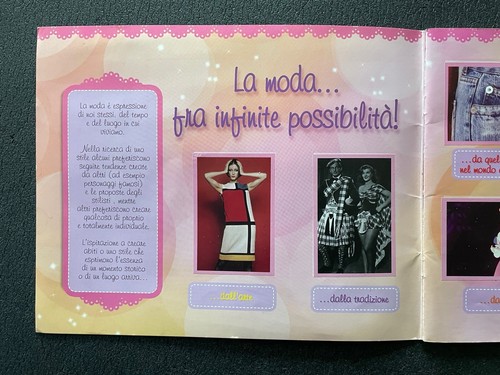 La moda...
fra infinite possibilità!
La moda è espressione
di noi stessi, del tempo
e del luogo in cui
viviamo.
Nella ricerca di uno
stile alcuni preferiscono
seguire tendenze create
da altri (ad esempio
personaggi famosi)
e le proposte degli
stilisti , mentre
altri preferiscono creare
qualcosa di proprio
e totalmente individuale.
L'ispirazione a creare
abiti o uno stile che
esprimono l'essenza
di un momento storico
o di un luogo arriva...
...dall'arte
...dalla tradizione
...da quel
nel mondo
...da